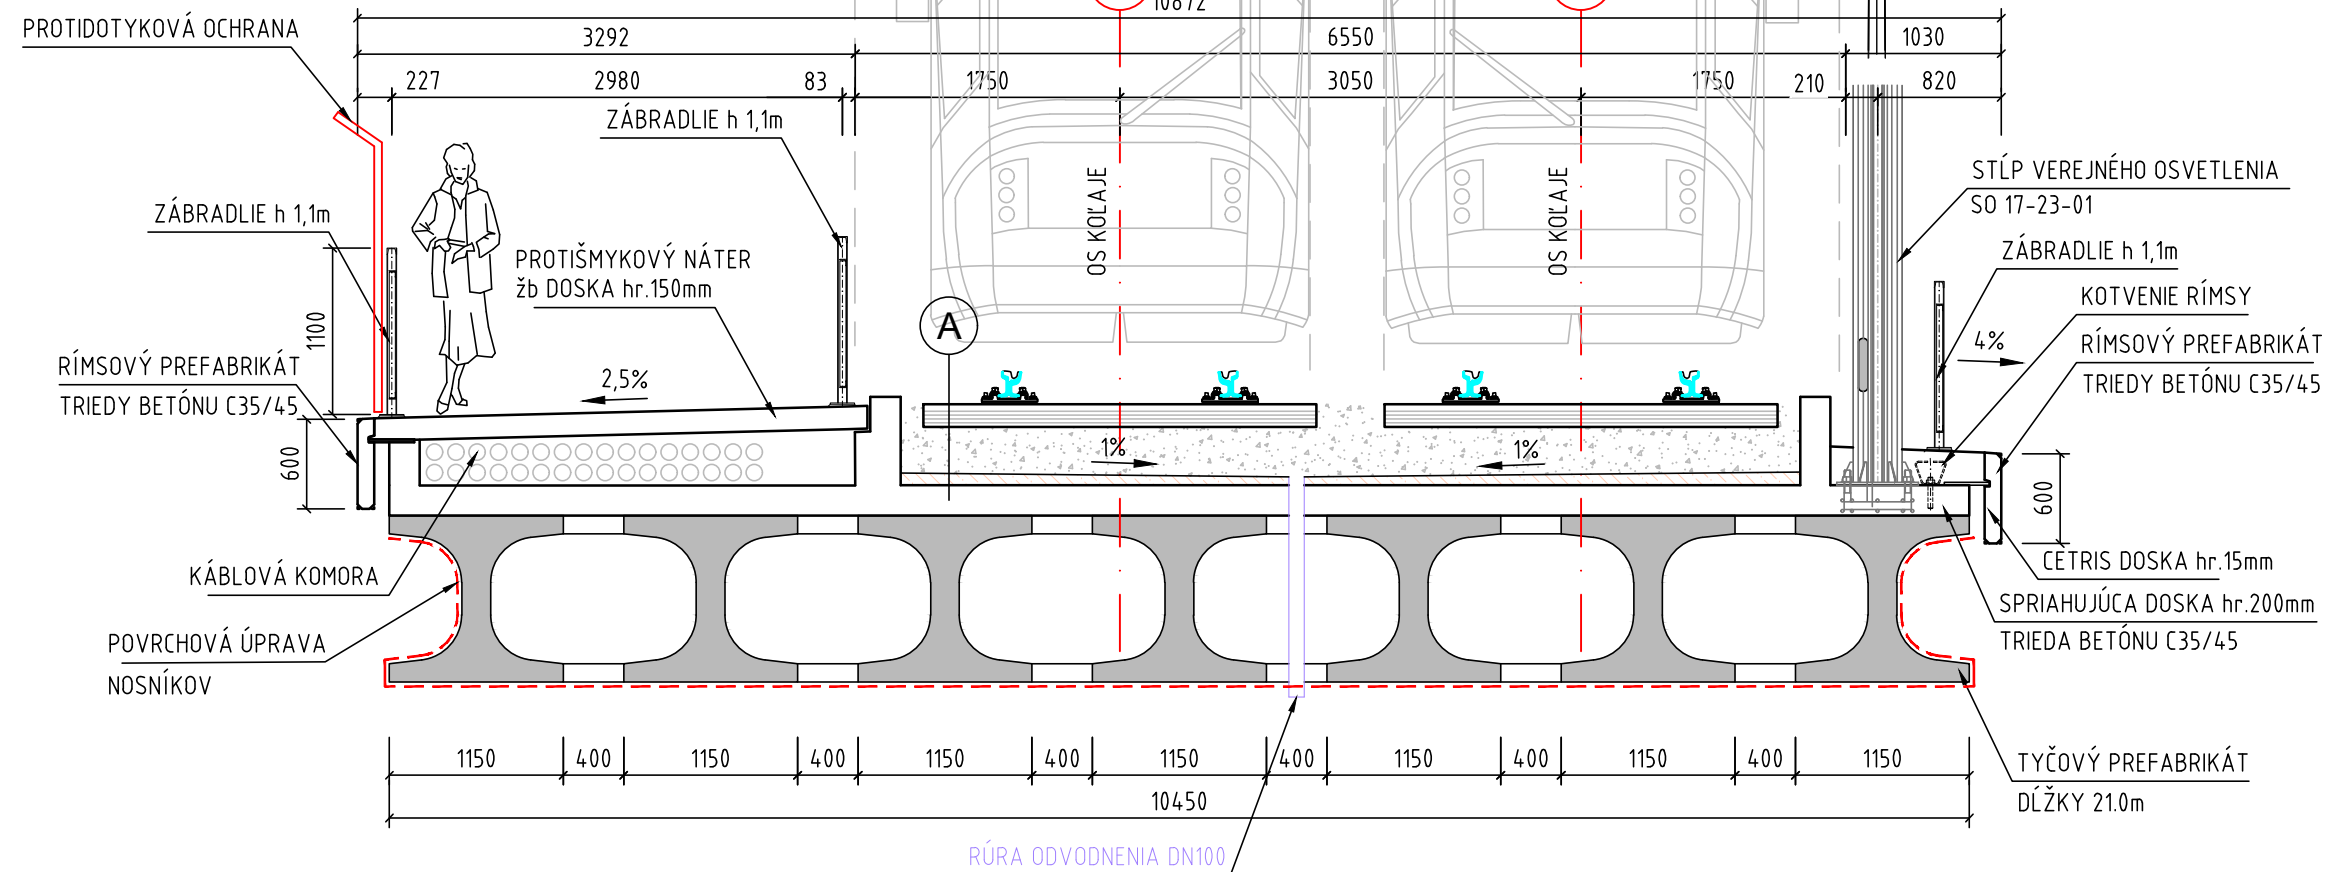 10872
PROTIDOTYKOVÁ OCHRANA
3292
6550
1030
227
2980
83
1750
3050
1750
210
820
ZÁBRADLIE h 1,1m
STĹP VEREJNÉHO OSVETLENIA
SO 17-23-01
ZÁBRADLIE h 1,1m
OS KOĽAJE
OS KOĽAJE
ZÁBRADLIE h 1,1m
PROTIŠMYKOVÝ NÁTER
žb DOSKA hr.150mm
KOTVENIE RÍMSY
A
1100
4%
RÍMSOVÝ PREFABRIKÁT
TRIEDY BETÓNU C35/45
RÍMSOVÝ PREFABRIKÁT
TRIEDY BETÓNU C35/45
2,5%
1%
1%
600
600
KÁBLOVÁ KOMORA
CETRIS DOSKA hr.15mm
SPRIAHUJÚCA DOSKA hr.200mm
TRIEDA BETÓNU C35/45
POVRCHOVÁ ÚPRAVA
NOSNÍKOV
1150
400
1150
400
1150
400
1150
400
1150
400
1150
400
1150
TYČOVÝ PREFABRIKÁT
DĹŽKY 21.0m
10450
RÚRA ODVODNENIA DN100